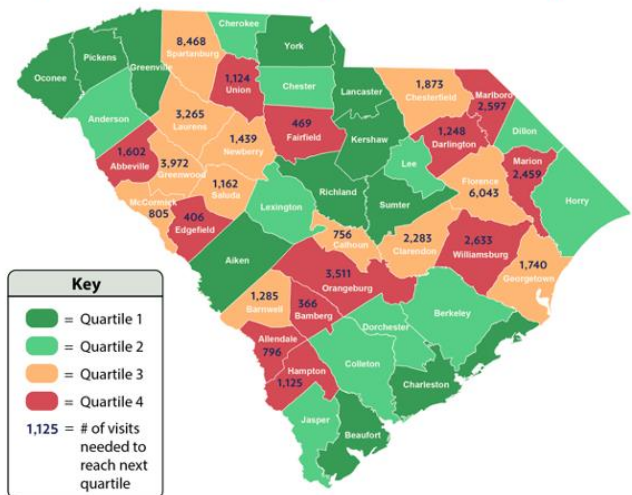 Cherokee
8,468
Spartanburg
York
Pickens
Oconee
Greenville
1,124
Union
Chester
Lancaster
1,873
Chesterfield
Marlboro
2,597
Anderson
3,265
Laurens
469
Fairfield
Kershaw
1,248
Darlington
Dillon
1,439
Newberry
Lee
1,602
Abbeville
3,972
Greenwood
Marion
2,459
Florence
6,043
1,162
Saluda
Richland
Sumter
Horry
McCormick
805
406
Edgefield
Lexington
756
Calhoun
2,283
Clarendon
2,633
Williamsburg
Aiken
3,511
Orangeburg
1,740
Georgetown
1,285
Barnwell
366
Bamberg
Berkeley
Dorchester
Allendale
796
Hampton
1,125
Colleton
Charleston
Jasper
Beaufort
Key
= Quartile 1
= Quartile 2
= Quartile 3
= Quartile 4
1,125 = # of visits
needed to
reach next
quartile